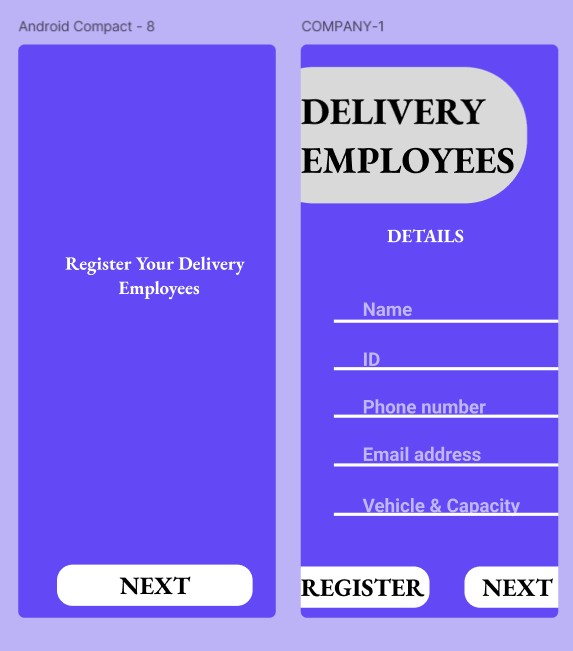 Android Compact - 8
Register Your Delivery
Employees
NEXT
COMPANY-1
DELIVERY
EMPLOYEES
DETAILS
Name
ID
Phone number
Email address
Vehicle & Capacity
REGISTER
NEXT